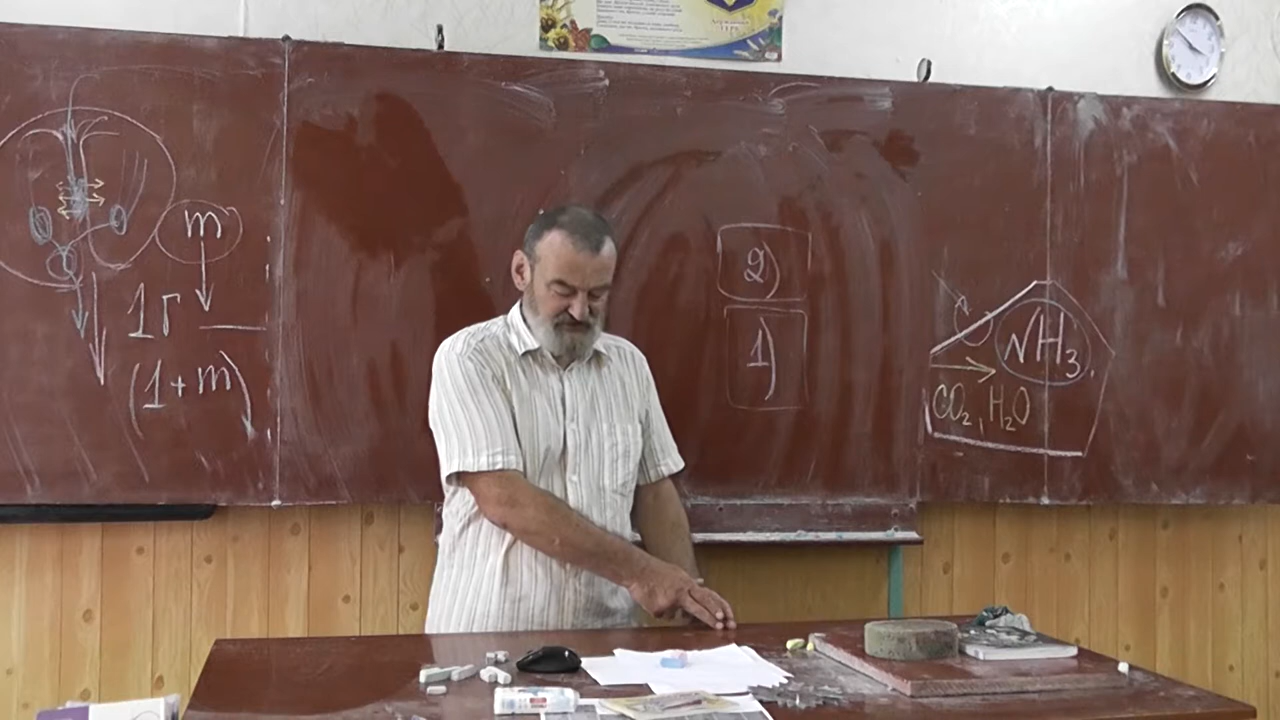 m
1г
(1+m)
2)
1)
NH₃.
CO₂, H₂O